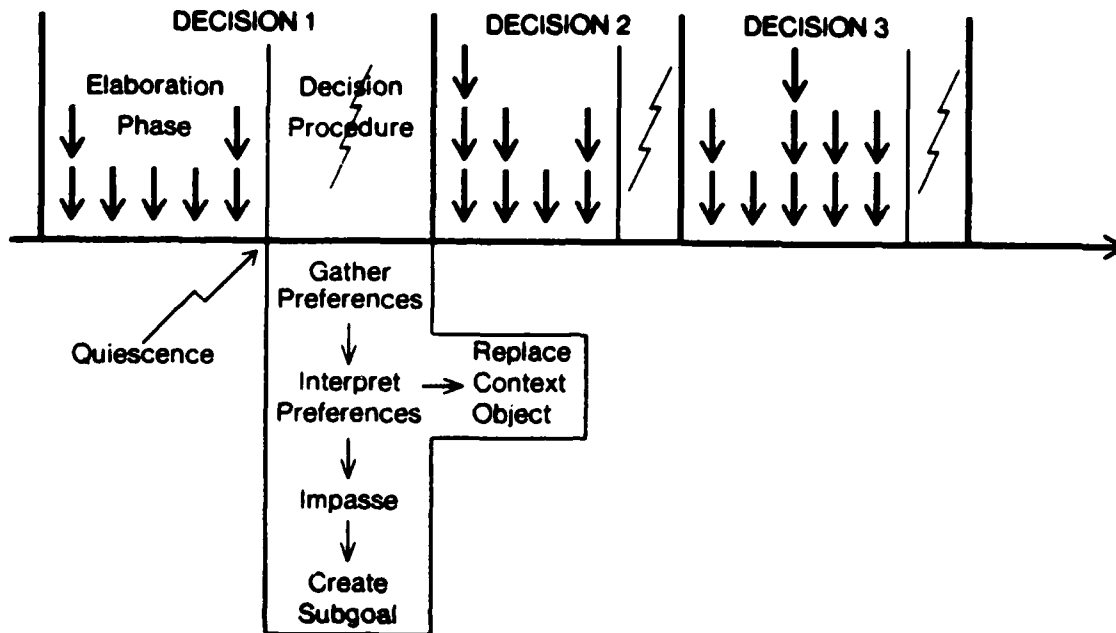 DECISION 1
DECISION 2
DECISION 3
Elaboration
Phase
Decision
Procedure
Quiescence
Gather
Preferences
Interpret
Preferences
Replace
Context
Object
Impasse
Create
Subgoal